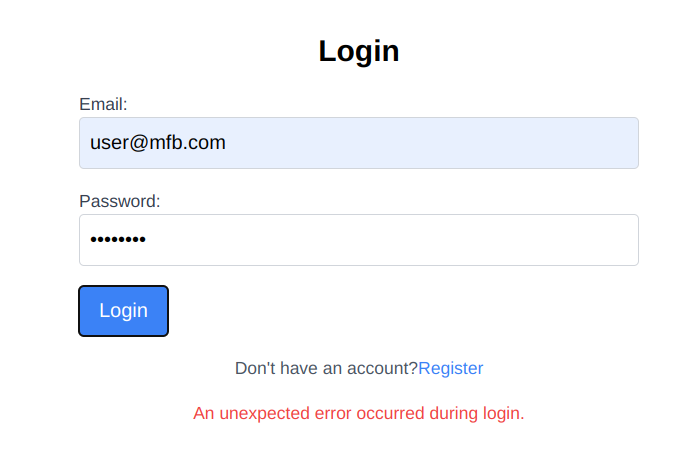 Login
Email:
user@mfb.com
Password:
••••••••
Login
Don't have an account?Register
An unexpected error occurred during login.